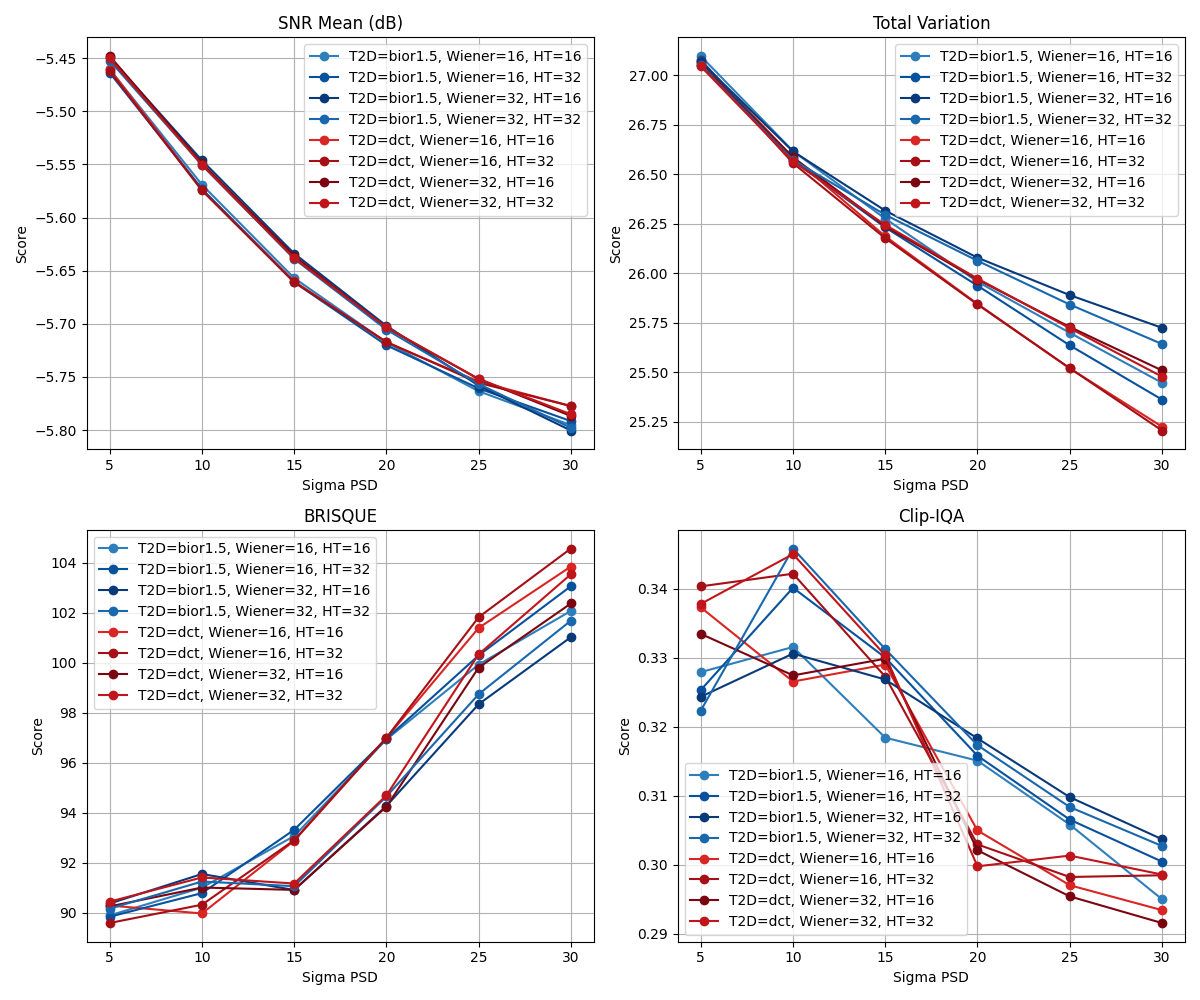 SNR Mean (dB)
Score
−5.45
−5.50
−5.55
−5.60
−5.65
−5.70
−5.75
−5.80
T2D=bior1.5, Wiener=16, HT=16
T2D=bior1.5, Wiener=16, HT=32
T2D=bior1.5, Wiener=32, HT=16
T2D=bior1.5, Wiener=32, HT=32
T2D=dct, Wiener=16, HT=16
T2D=dct, Wiener=16, HT=32
T2D=dct, Wiener=32, HT=16
T2D=dct, Wiener=32, HT=32
5 10 15 20 25 30
Sigma PSD
Total Variation
Score
27.00
26.75
26.50
26.25
26.00
25.75
25.50
25.25
T2D=bior1.5, Wiener=16, HT=16
T2D=bior1.5, Wiener=16, HT=32
T2D=bior1.5, Wiener=32, HT=16
T2D=bior1.5, Wiener=32, HT=32
T2D=dct, Wiener=16, HT=16
T2D=dct, Wiener=16, HT=32
T2D=dct, Wiener=32, HT=16
T2D=dct, Wiener=32, HT=32
5 10 15 20 25 30
Sigma PSD
BRISQUE
Score
104
102
100
98
96
94
92
90
T2D=bior1.5, Wiener=16, HT=16
T2D=bior1.5, Wiener=16, HT=32
T2D=bior1.5, Wiener=32, HT=16
T2D=bior1.5, Wiener=32, HT=32
T2D=dct, Wiener=16, HT=16
T2D=dct, Wiener=16, HT=32
T2D=dct, Wiener=32, HT=16
T2D=dct, Wiener=32, HT=32
5 10 15 20 25 30
Sigma PSD
Clip-IQA
Score
0.34
0.33
0.32
0.31
0.30
0.29
T2D=bior1.5, Wiener=16, HT=16
T2D=bior1.5, Wiener=16, HT=32
T2D=bior1.5, Wiener=32, HT=16
T2D=bior1.5, Wiener=32, HT=32
T2D=dct, Wiener=16, HT=16
T2D=dct, Wiener=16, HT=32
T2D=dct, Wiener=32, HT=16
T2D=dct, Wiener=32, HT=32
5 10 15 20 25 30
Sigma PSD